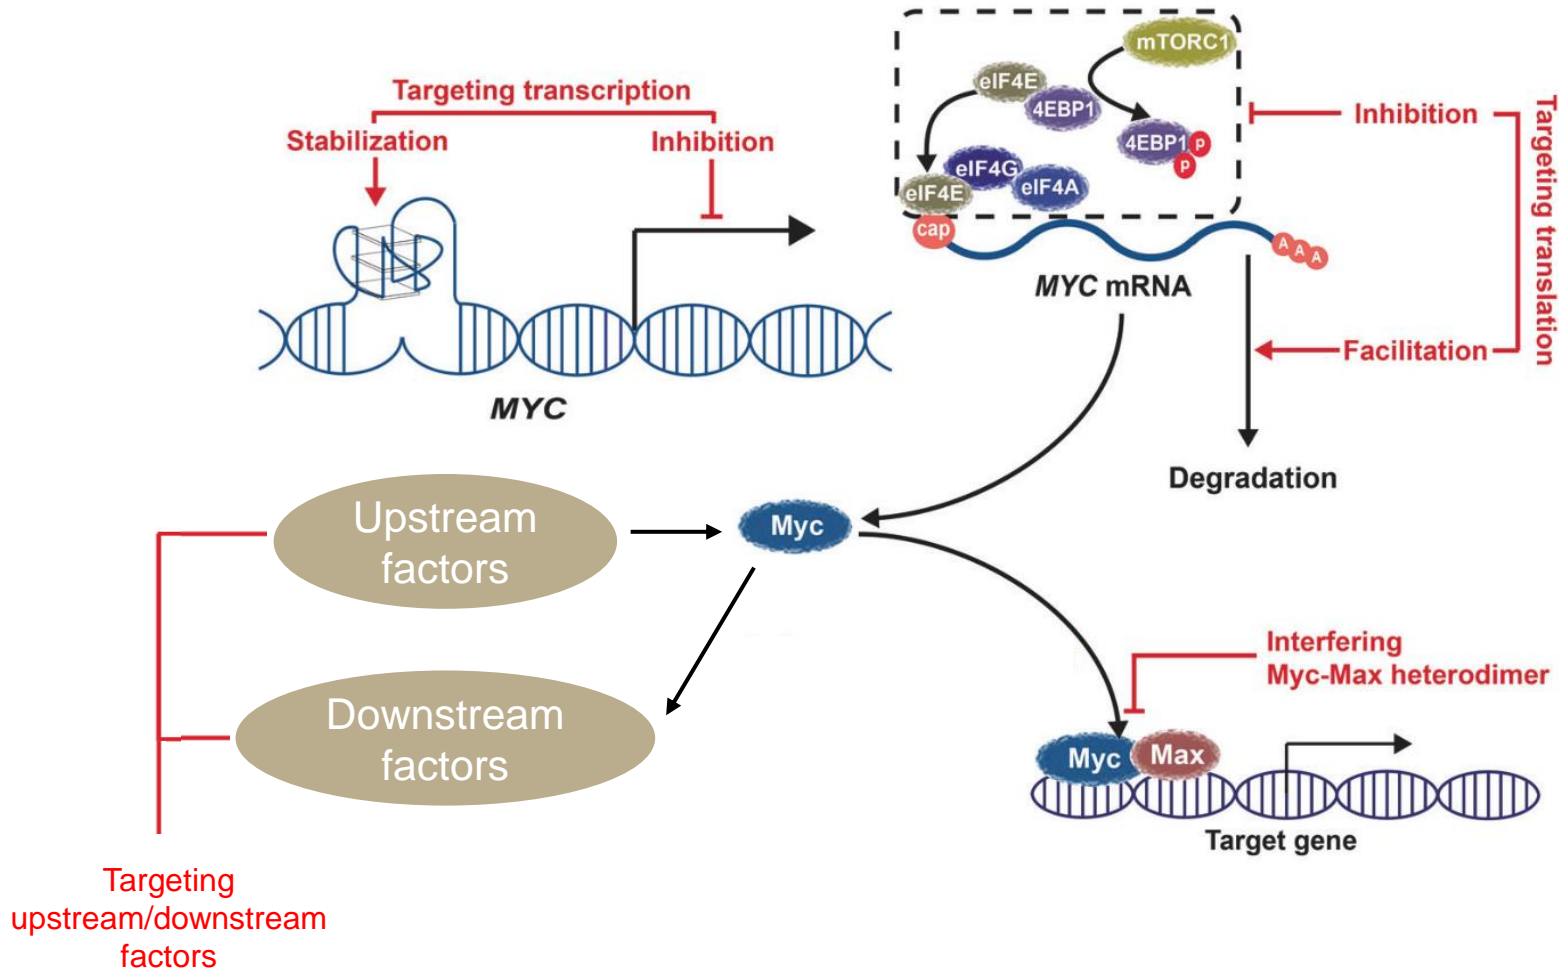 Targeting transcription
Stabilization
Inhibition
MYC
mTORC1
eIF4E
4EBP1
4EBP1
P
P
eIF4G
eIF4A
eIF4E
cap
A
A
A
MYC mRNA
Inhibition
Facilitation
Targeting translation
Degradation
Upstream
factors
Myc
Downstream
factors
Interfering
Myc-Max heterodimer
Myc
Max
Target gene
Targeting
upstream/downstream
factors